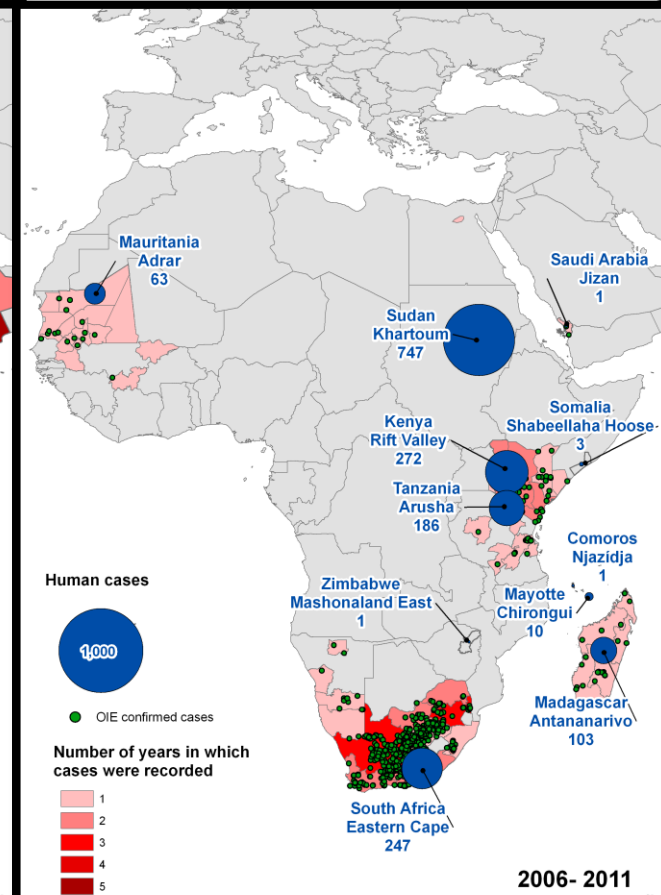 Mauritania
Adrar
63
Saudi Arabia
Jizan
1
Sudan
Khartoum
747
Somalia
Shabeellaha Hoose
3
Kenya
Rift Valley
272
Tanzania
Arusha
186
Comoros
Njazídja
1
Human cases
Zimbabwe
Mashonaland East
1
Mayotte
Chirongui
10
1,000
OIE confirmed cases
Madagascar
Antananarivo
103
Number of years in which
cases were recorded
1
2
3
4
5
South Africa
Eastern Cape
247
2006- 2011